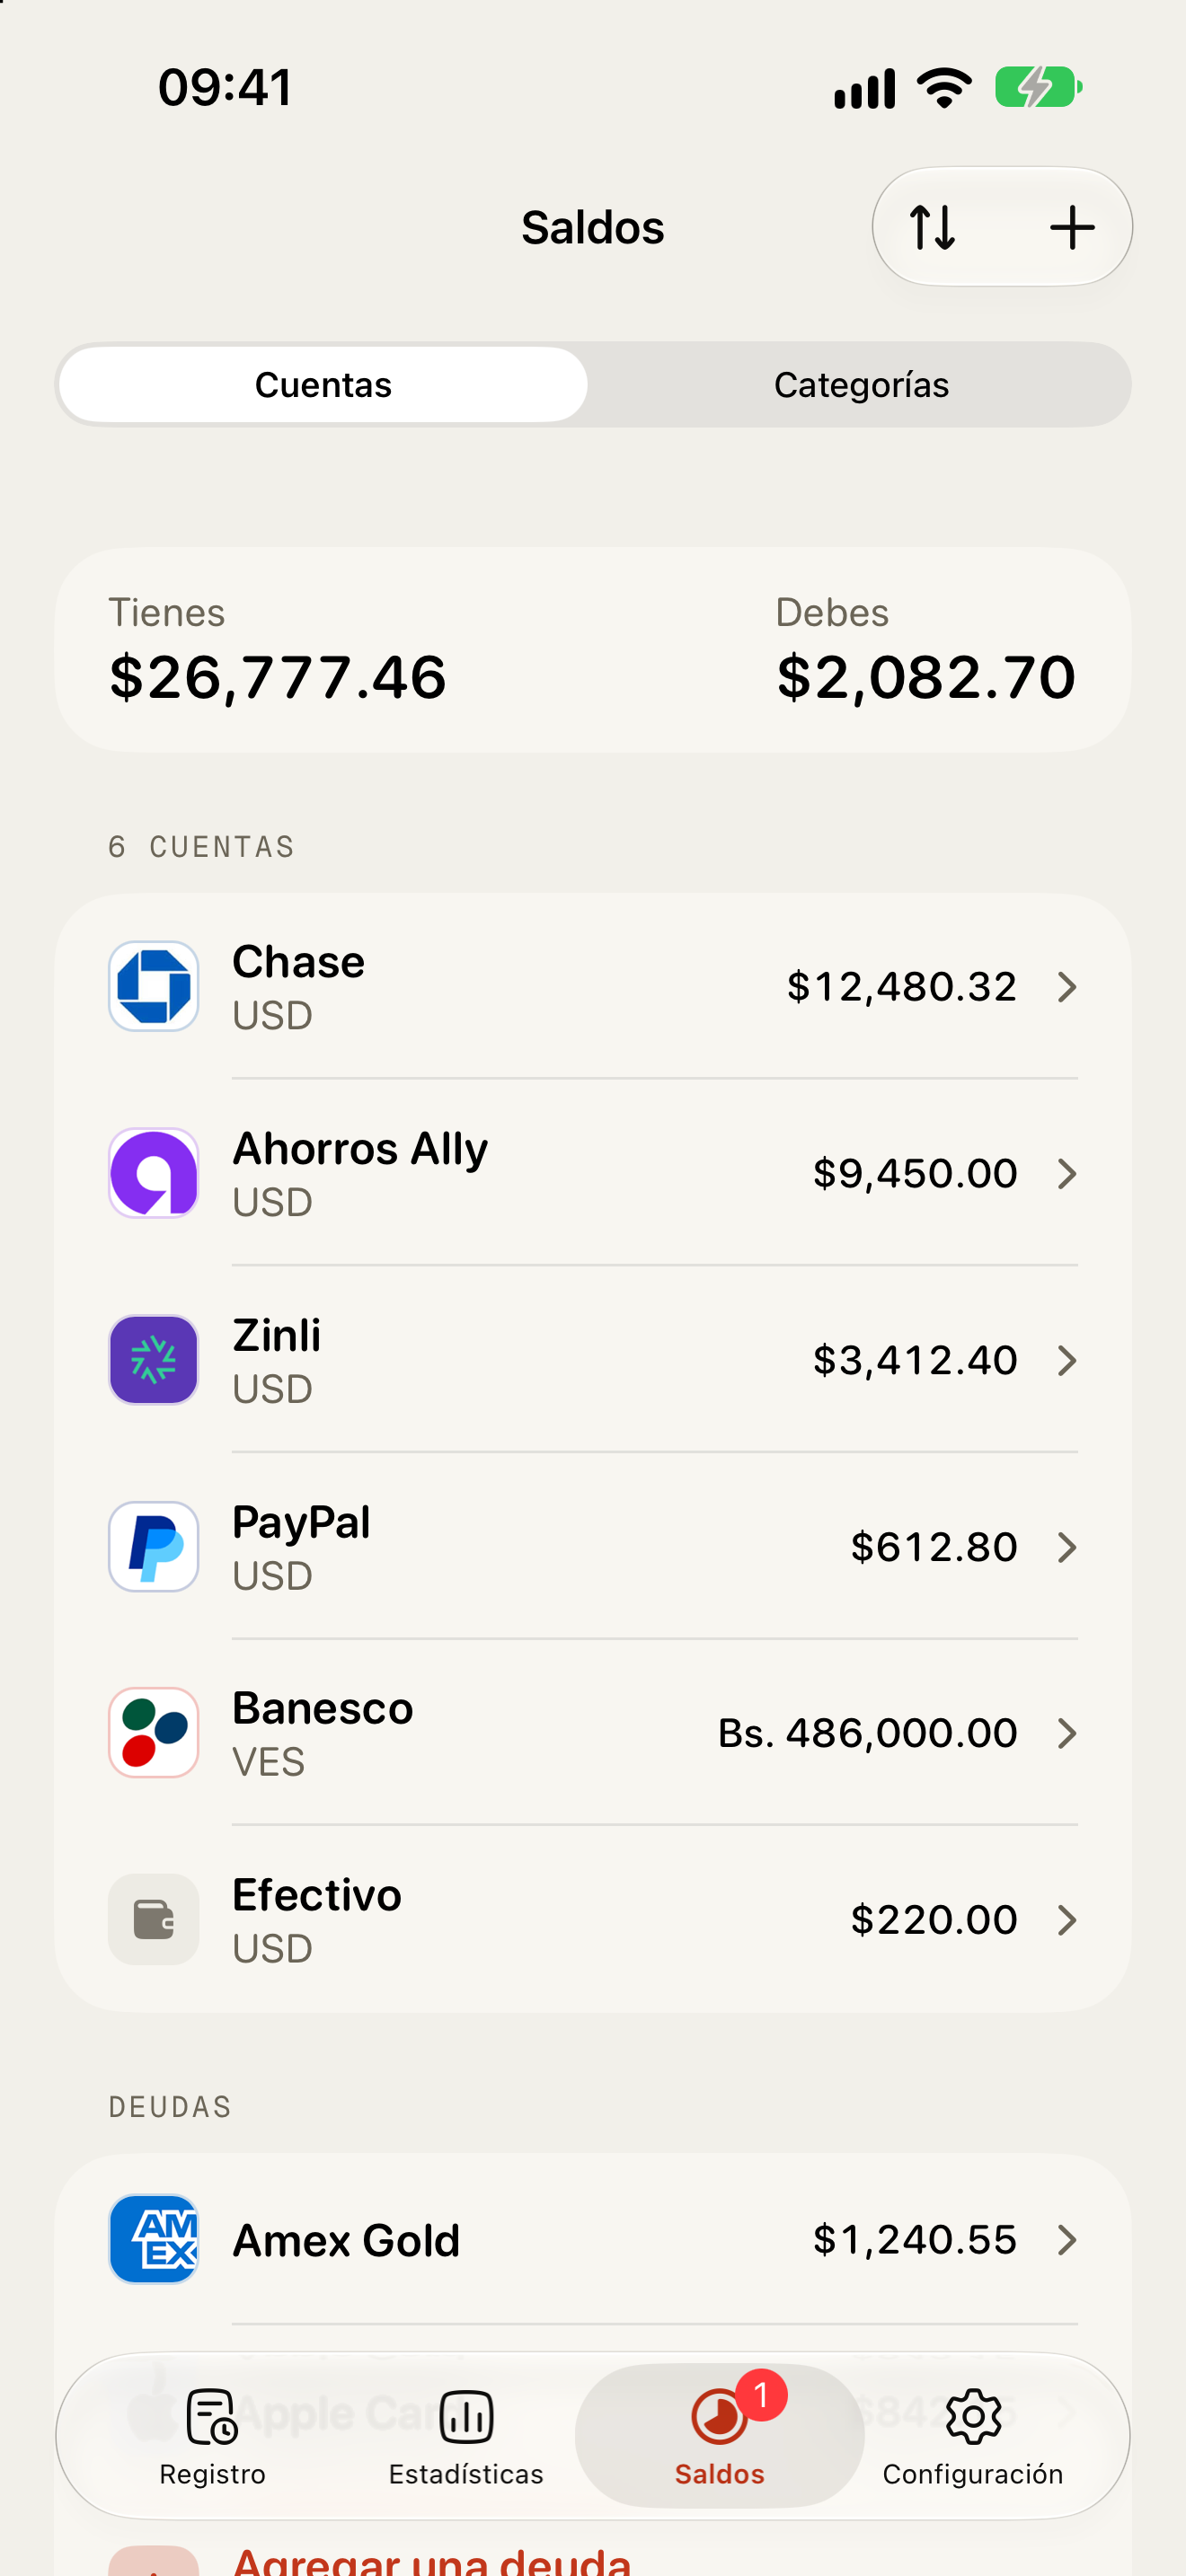 09:41
Saldos
Cuentas
Categorías
Tienes
Debes
$26,777.46
$2,082.70
6 CUENTAS
Chase
USD
$12,480.32
Ahorros Ally
USD
$9,450.00
Zinli
USD
$3,412.40
PayPal
USD
$612.80
Banesco
VES
Bs. 486,000.00
Efectivo
USD
$220.00
DEUDAS
AM
EX
Amex Gold
$1,240.55
Apple Car
$842
1
Registro
Estadísticas
Saldos
Configuración
Agregar una deuda